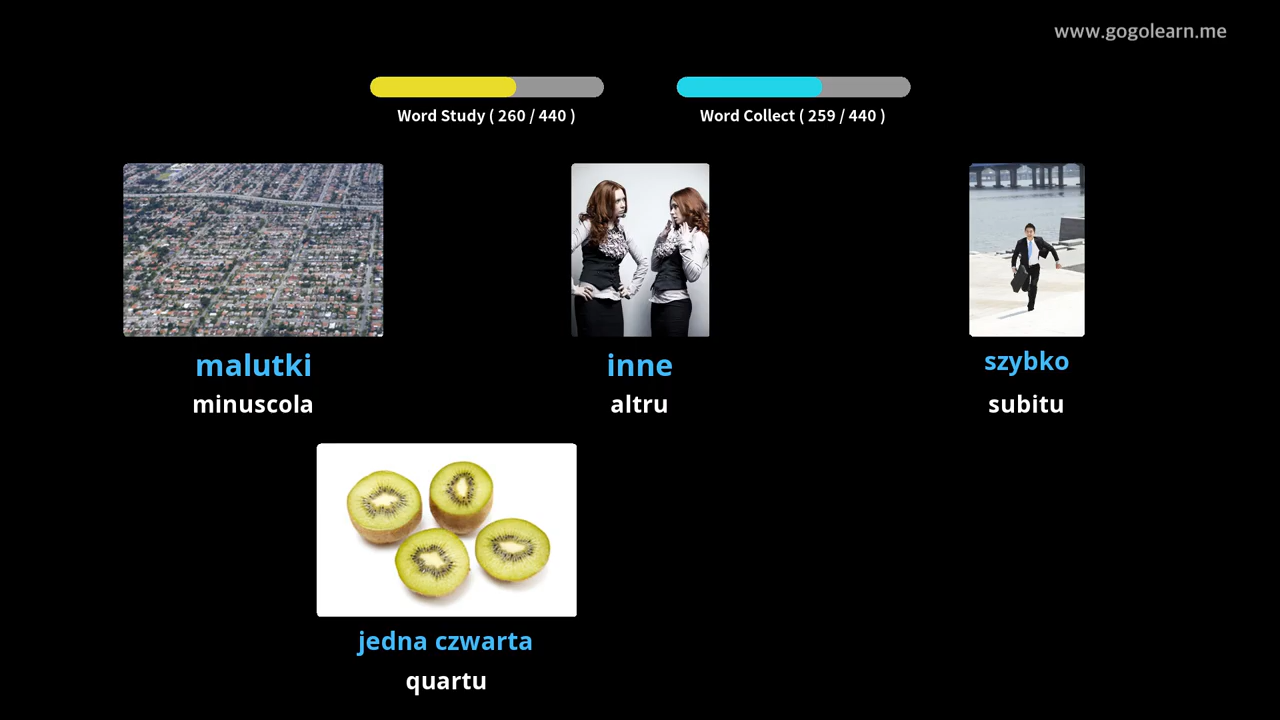 www.gogolearn.me
Word Study ( 260 / 440 )
Word Collect ( 259 / 440 )
malutki
minuscola
inne
altru
szybko
subitu
jedna czwarta
quartu